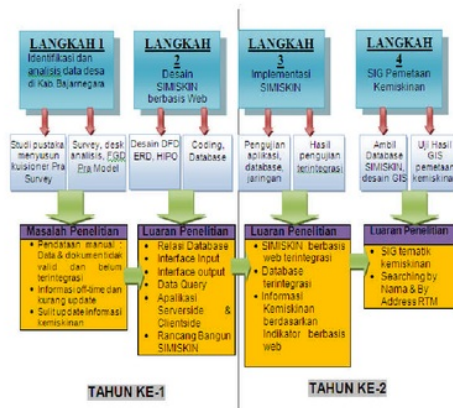 LANGKAH 1
Identifikasi dan
analisis data desa
di Kab. Bajarnegara
LANGKAH
2
Desain
SIMISKIN
berbasis Web
LANGKAH
3
Implementasi
SIMISKIN
LANGKAH
4
SIG Pemetaan
Kemiskinan
Studi pustaka
menyusun
kuisioner Pra
Survey
Survey, desk
analisis, FGD
Pra Model
Desain DFD
ERD, HIPO
Coding,
Database
Pengujian
aplikasi,
database,
jaringan
Hasil
pengujian
terintegrasi
Ambil
Database
SIMISKIN,
desain GIS
Uji Hasil
GIS
pemetaan
kemiskinan
Masalah Penelitian
• Pendataan manual :
Data & dokumen tidak
valid dan belum
terintegrasi
• Informasi off-time dan
kurang update
• Sulit update informasi
kemiskinan
Luaran Penelitian
• Relasi Database
• Interface Input
• Interface output
• Data Query
• Apalikasi
Serverside &
Clientside
• Rancang Bangun
SIMISKIN
Luaran Penelitian
• SIMISKIN berbasis
web terintegrasi
• Database
terintegrasi
• Informasi
Kemiskinan
berdasarkan
Indikator berbasis
web
Luaran Penelitian
• SIG tematik
kemiskinan
• Searching by
Nama & By
Address RTM
TAHUN KE-1
TAHUN KE-2